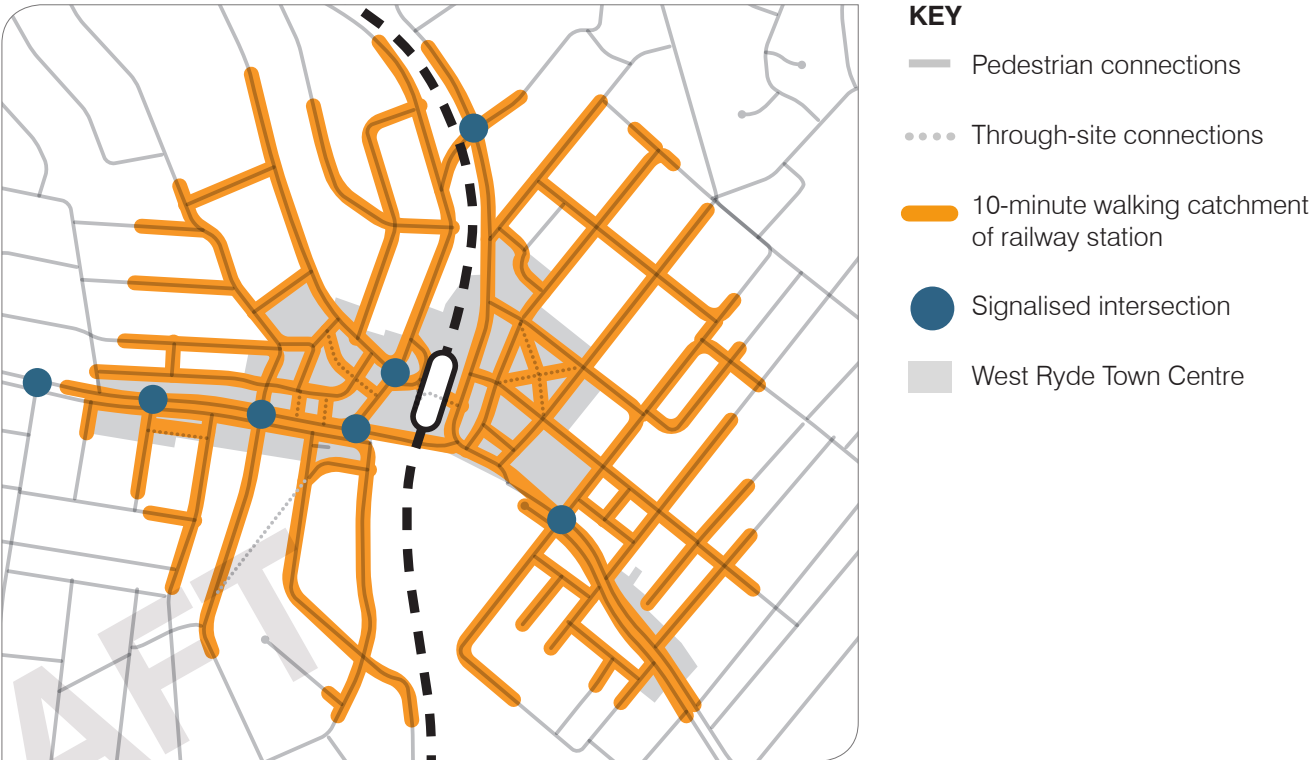 KEY
Pedestrian connections
Through-site connections
10-minute walking catchment
of railway station
Signalised intersection
West Ryde Town Centre
AFT